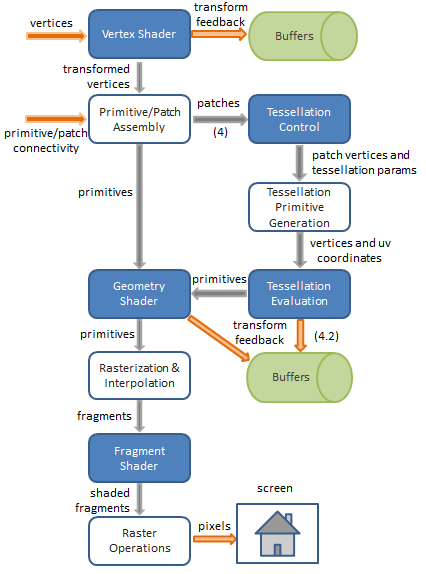 vertices
Vertex Shader
transform
feedback
Buffers
transformed
vertices
primitive/patch
connectivity
Primitive/Patch
Assembly
patches
(4)
Tessellation
Control
patch vertices and
tessellation params
primitives
Tessellation
Primitive
Generation
vertices and uv
coordinates
Geometry
Shader
primitives
Tessellation
Evaluation
primitives
transform
feedback
(4.2)
Rasterization &
Interpolation
Buffers
fragments
Fragment
Shader
shaded
fragments
screen
Raster
Operations
pixels